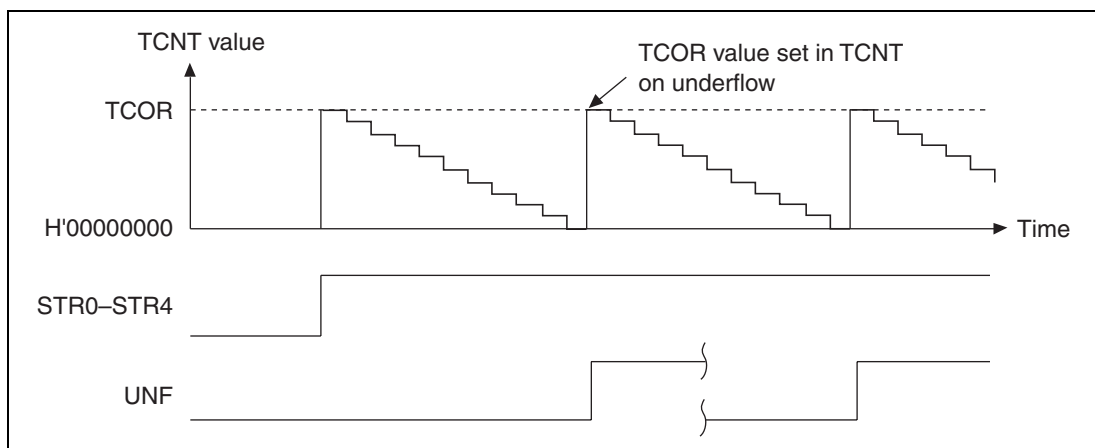 TCNT value
TCOR value set in TCNT
on underflow
TCOR
H'00000000
Time
STR0–STR4
UNF